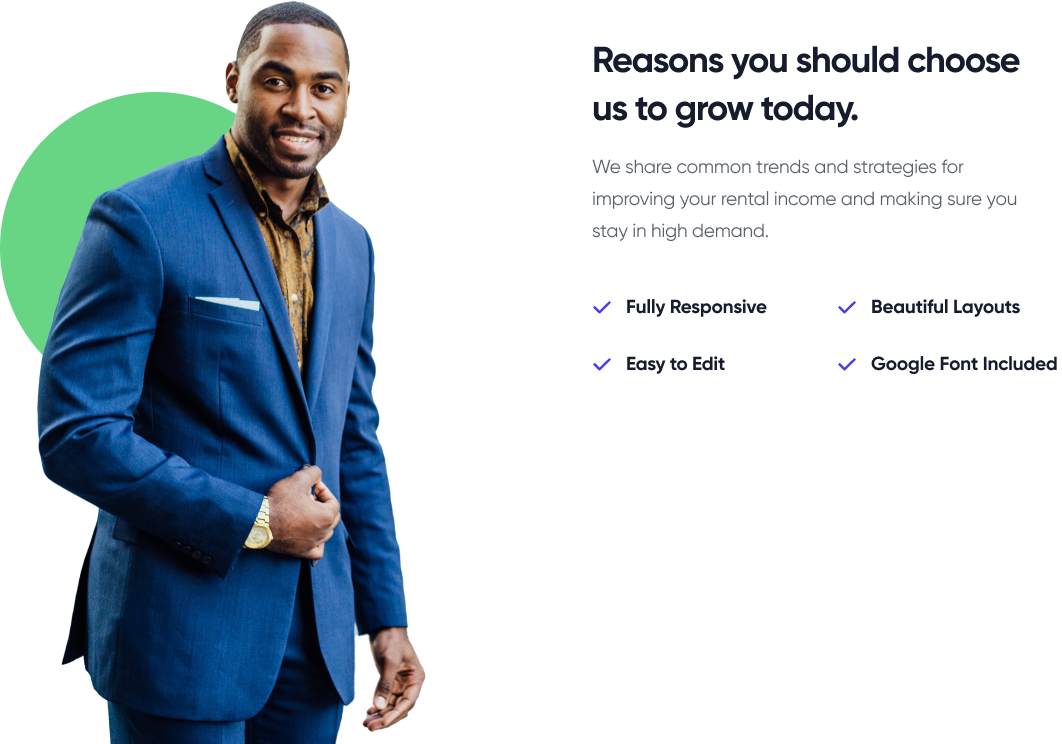 Reasons you should choose
us to grow today.
We share common trends and strategies for
improving your rental income and making sure you
stay in high demand.
Fully Responsive
Beautiful Layouts
Easy to Edit
Google Font Included